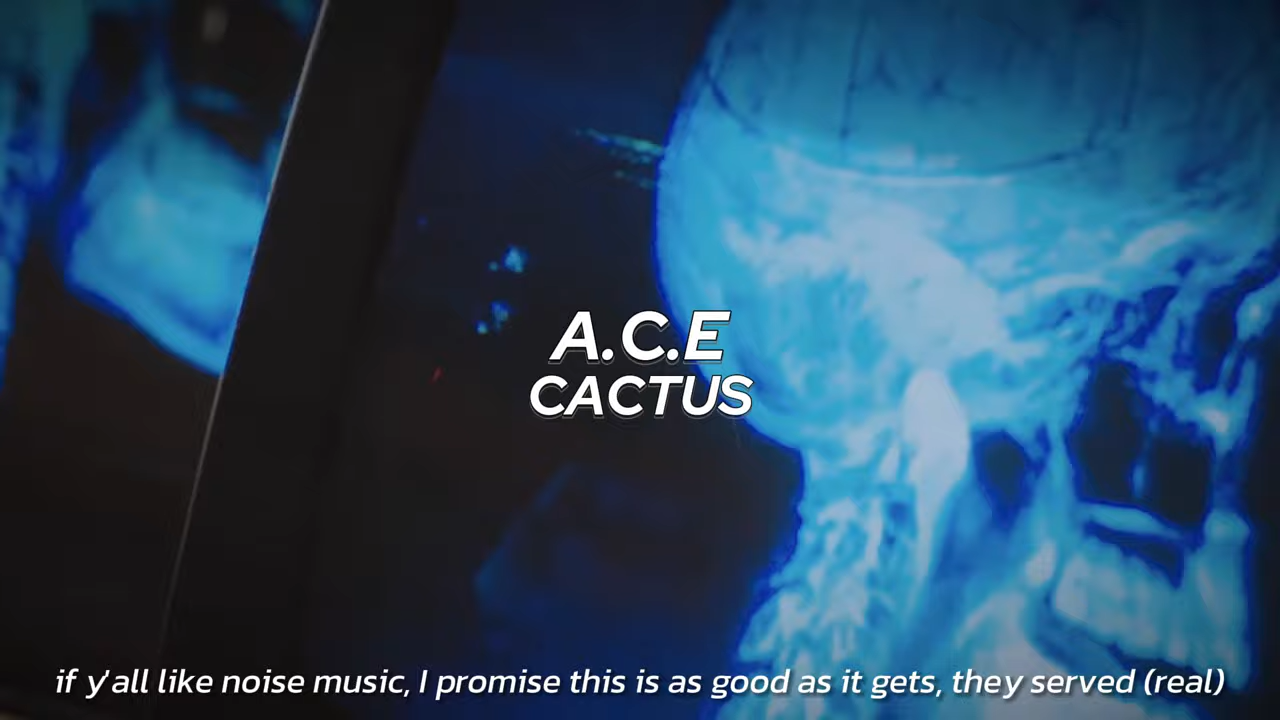 A.C.E
CACTUS
if y'all like noise music, I promise this is as good as it gets, they served (real)